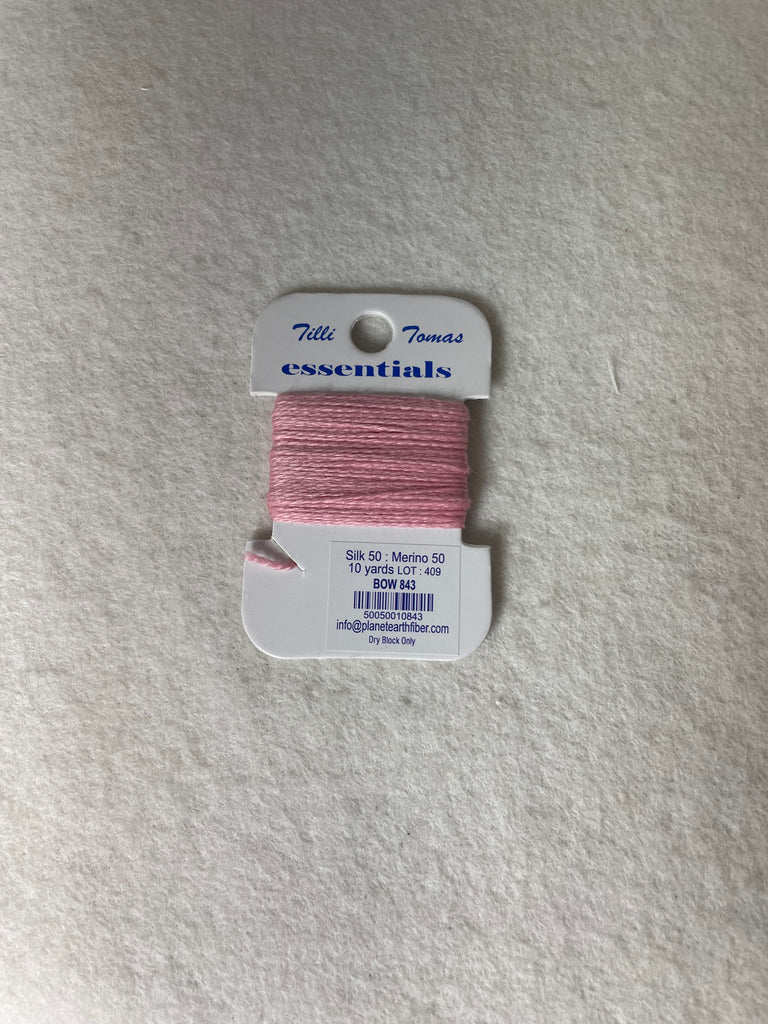 Tilli Tomas
essentials
Silk 50 : Merino 50
10 yards LOT : 409
BOW 843
50050010843
info@planetearthfiber.com
Dry Block Only